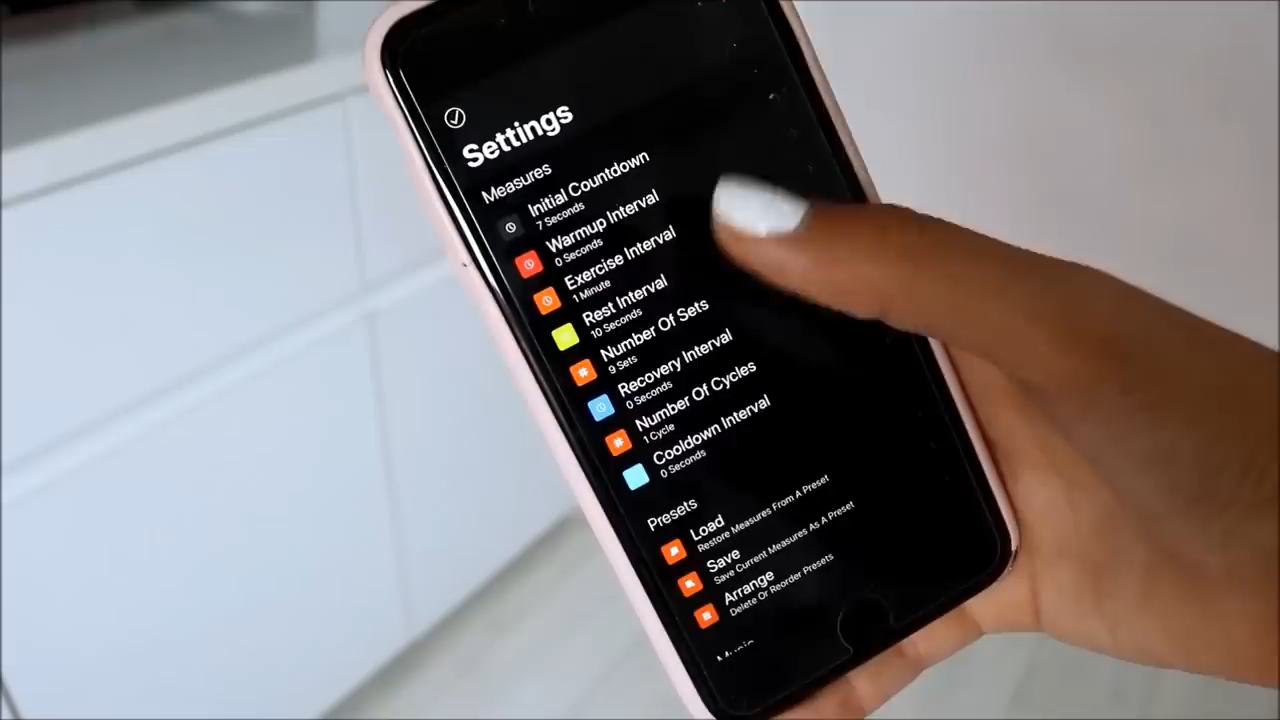 Settings
Measures
Initial Countdown
7 Seconds
Warmup Interval
0 Seconds
Exercise Interval
1 Minute
Rest Interval
10 Seconds
Number Of Sets
9 Sets
Recovery Interval
0 Seconds
Number Of Cycles
1 Cycle
Cooldown Interval
0 Seconds
Presets
Load
Restore Measures From A Preset
Save
Save Current Measures As A Preset
Arrange
Delete Or Reorder Presets